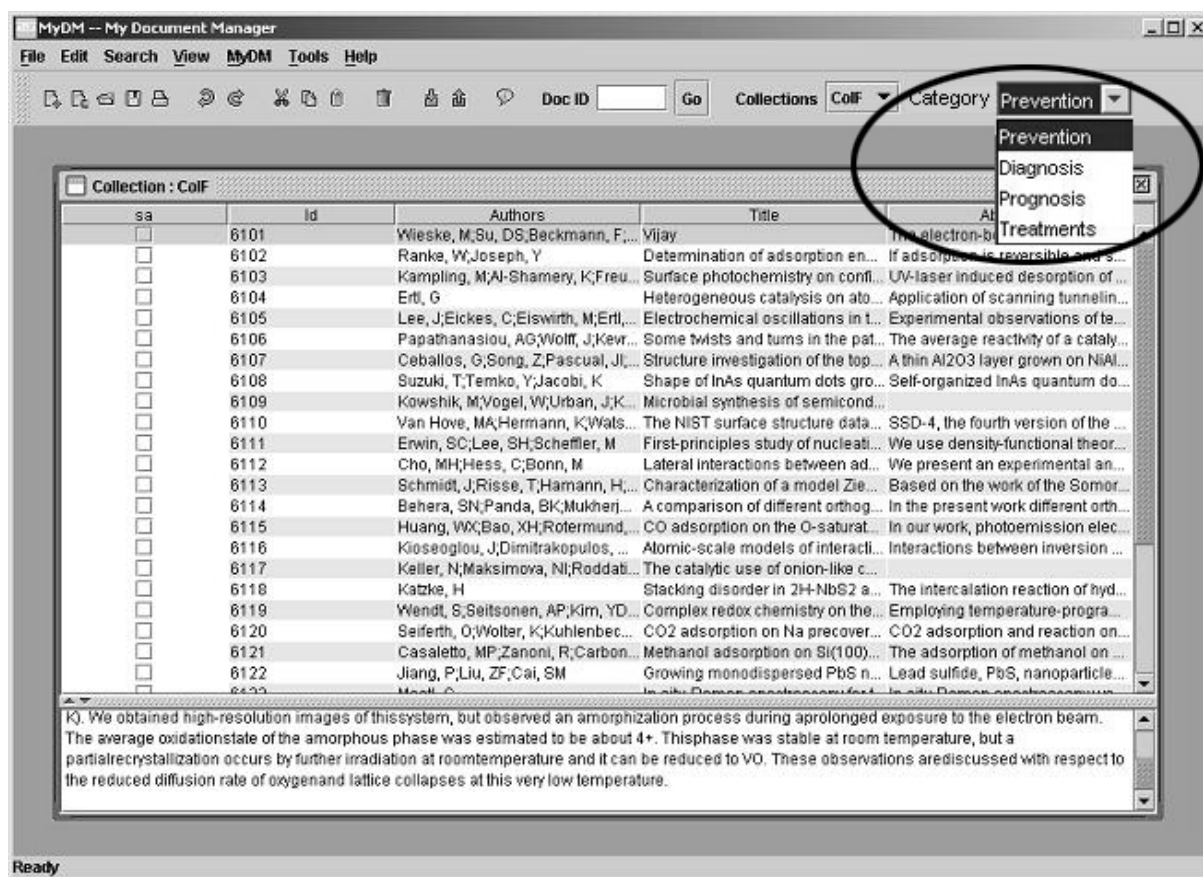 MyDM -- My Document Manager
File Edit Search View MyDM Tools Help
Doc ID Go Collections ColF Category Prevention
Prevention
Diagnosis
Prognosis
Treatments
Collection : ColF
sa Id Authors Title Ab
6101 Wieske, M;Su, DS;Beckmann, F;... Vijay The electron-b
6102 Ranke, W;Joseph, Y Determination of adsorption en... If adsorption is reversible and s...
6103 Kampling, M;Al-Shamery, K;Freu... Surface photochemistry on confi... UV-laser induced desorption of ...
6104 Ertl, G Heterogeneous catalysis on ato... Application of scanning tunnelin...
6105 Lee, J;Eickes, C;Eiswirth, M;Ertl,... Electrochemical oscillations in t... Experimental observations of te...
6106 Papathanasiou, AG;Wolff, J;Kevr... Some twists and turns in the pat... The average reactivity of a cataly...
6107 Ceballos, G;Song, Z;Pascual, JI;... Structure investigation of the top... A thin Al2O3 layer grown on NiAl...
6108 Suzuki, T;Temko, Y;Jacobi, K Shape of InAs quantum dots gro... Self-organized InAs quantum do...
6109 Kowshik, M;Vogel, W;Urban, J;K... Microbial synthesis of semicond...
6110 Van Hove, MA;Hermann, K;Wats... The NIST surface structure data... SSD-4, the fourth version of the ...
6111 Erwin, SC;Lee, SH;Scheffler, M First-principles study of nucleati... We use density-functional theor...
6112 Cho, MH;Hess, C;Bonn, M Lateral interactions between ad... We present an experimental an...
6113 Schmidt, J;Risse, T;Hamann, H;... Characterization of a model Zie... Based on the work of the Somor...
6114 Behera, SN;Panda, BK;Mukherj... A comparison of different orthog... In the present work different orth...
6115 Huang, WX;Bao, XH;Rotermund,... CO adsorption on the O-saturat... In our work, photoemission elec...
6116 Kioseoglou, J;Dimitrakopulos, ... Atomic-scale models of interacti... Interactions between inversion ...
6117 Keller, N;Maksimova, NI;Roddati... The catalytic use of onion-like c...
6118 Katzke, H Stacking disorder in 2H-NbS2 a... The intercalation reaction of hyd...
6119 Wendt, S;Seitsonen, AP;Kim, YD... Complex redox chemistry on the... Employing temperature-progra...
6120 Seiferth, O;Wolter, K;Kuhlenbec... CO2 adsorption on Na precover... CO2 adsorption and reaction on...
6121 Casaletto, MP;Zanoni, R;Carbon... Methanol adsorption on Si(100)... The adsorption of methanol on ...
6122 Jiang, P;Liu, ZF;Cai, SM Growing monodispersed PbS n... Lead sulfide, PbS, nanoparticle...
K). We obtained high-resolution images of thissystem, but observed an amorphization process during aprolonged exposure to the electron beam.
The average oxidationstate of the amorphous phase was estimated to be about 4+. Thisphase was stable at room temperature, but a
partialrecrystallization occurs by further irradiation at roomtemperature and it can be reduced to VO. These observations arediscussed with respect to
the reduced diffusion rate of oxygenand lattice collapses at this very low temperature.
Ready